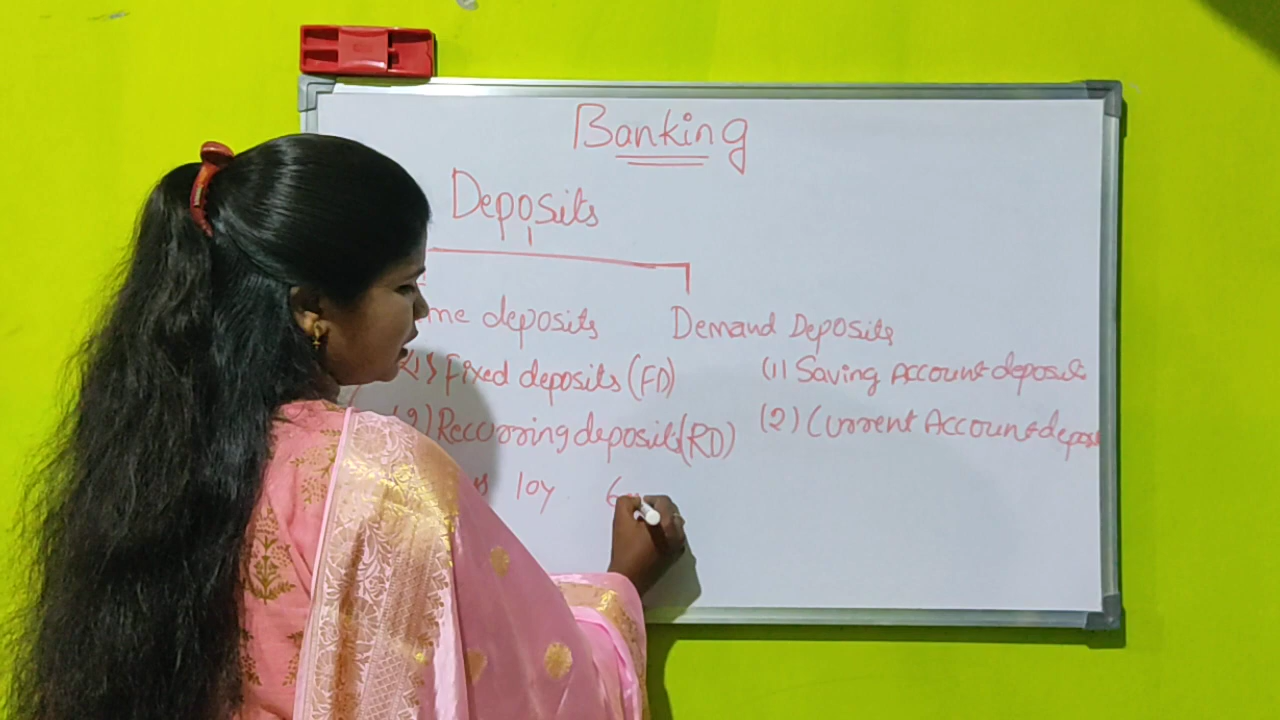 Banking
Deposits
me deposits Demand Deposits
(1) Fixed deposits (FD) (1) Saving Account deposits
(2) Recurring deposits (RD) (2) Current Account depos
10y